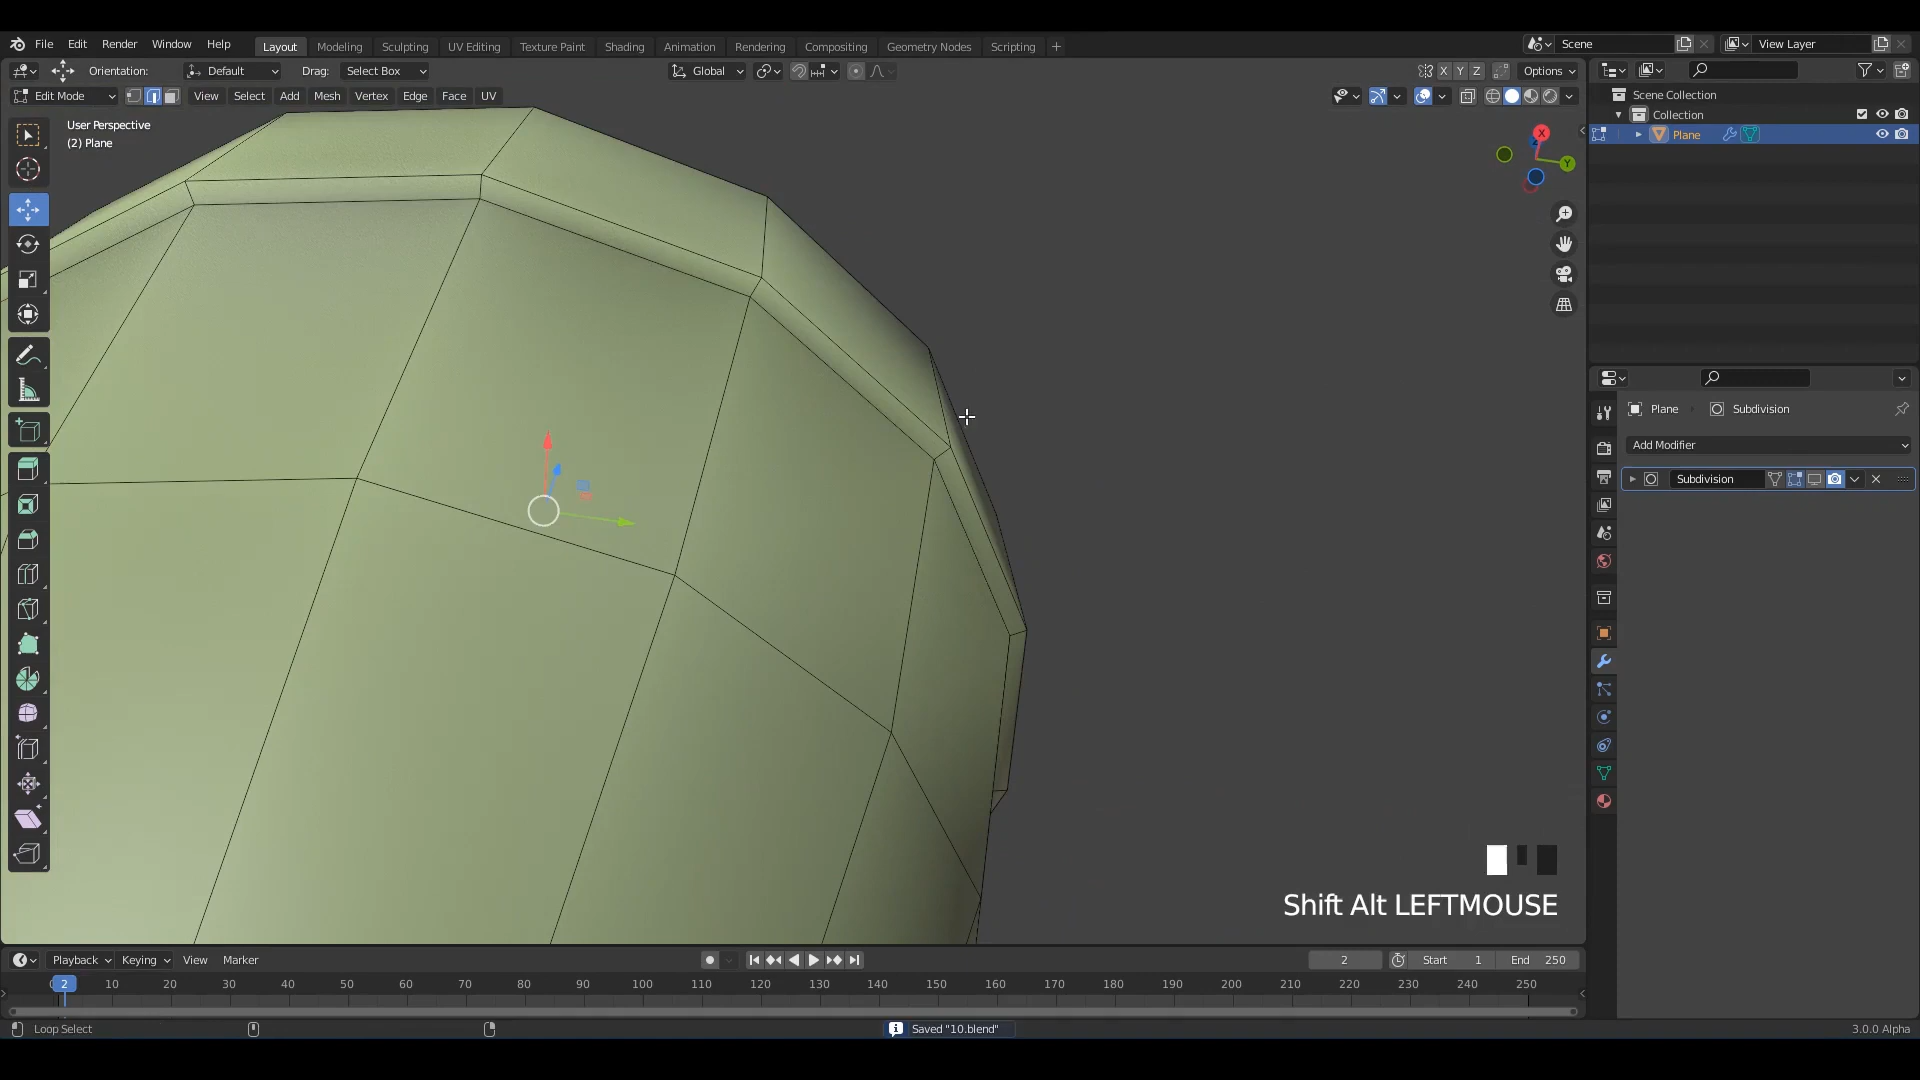 File Edit Render Window Help Layout Modeling Sculpting UV Editing Texture Paint Shading Animation Rendering Compositing Geometry Nodes Scripting + Scene View Layer
Orientation: Default Drag: Select Box Global X Y Z Options
Edit Mode View Select Add Mesh Vertex Edge Face UV
Scene Collection
Collection
Plane
User Perspective
(2) Plane
X
Y
Plane Subdivision
Add Modifier
Subdivision
Shift Alt LEFTMOUSE
Playback Keying View Marker 2 Start 1 End 250
2 10 20 30 40 50 60 70 80 90 100 110 120 130 140 150 160 170 180 190 200 210 220 230 240 250
Loop Select Saved "10.blend" 3.0.0 Alpha